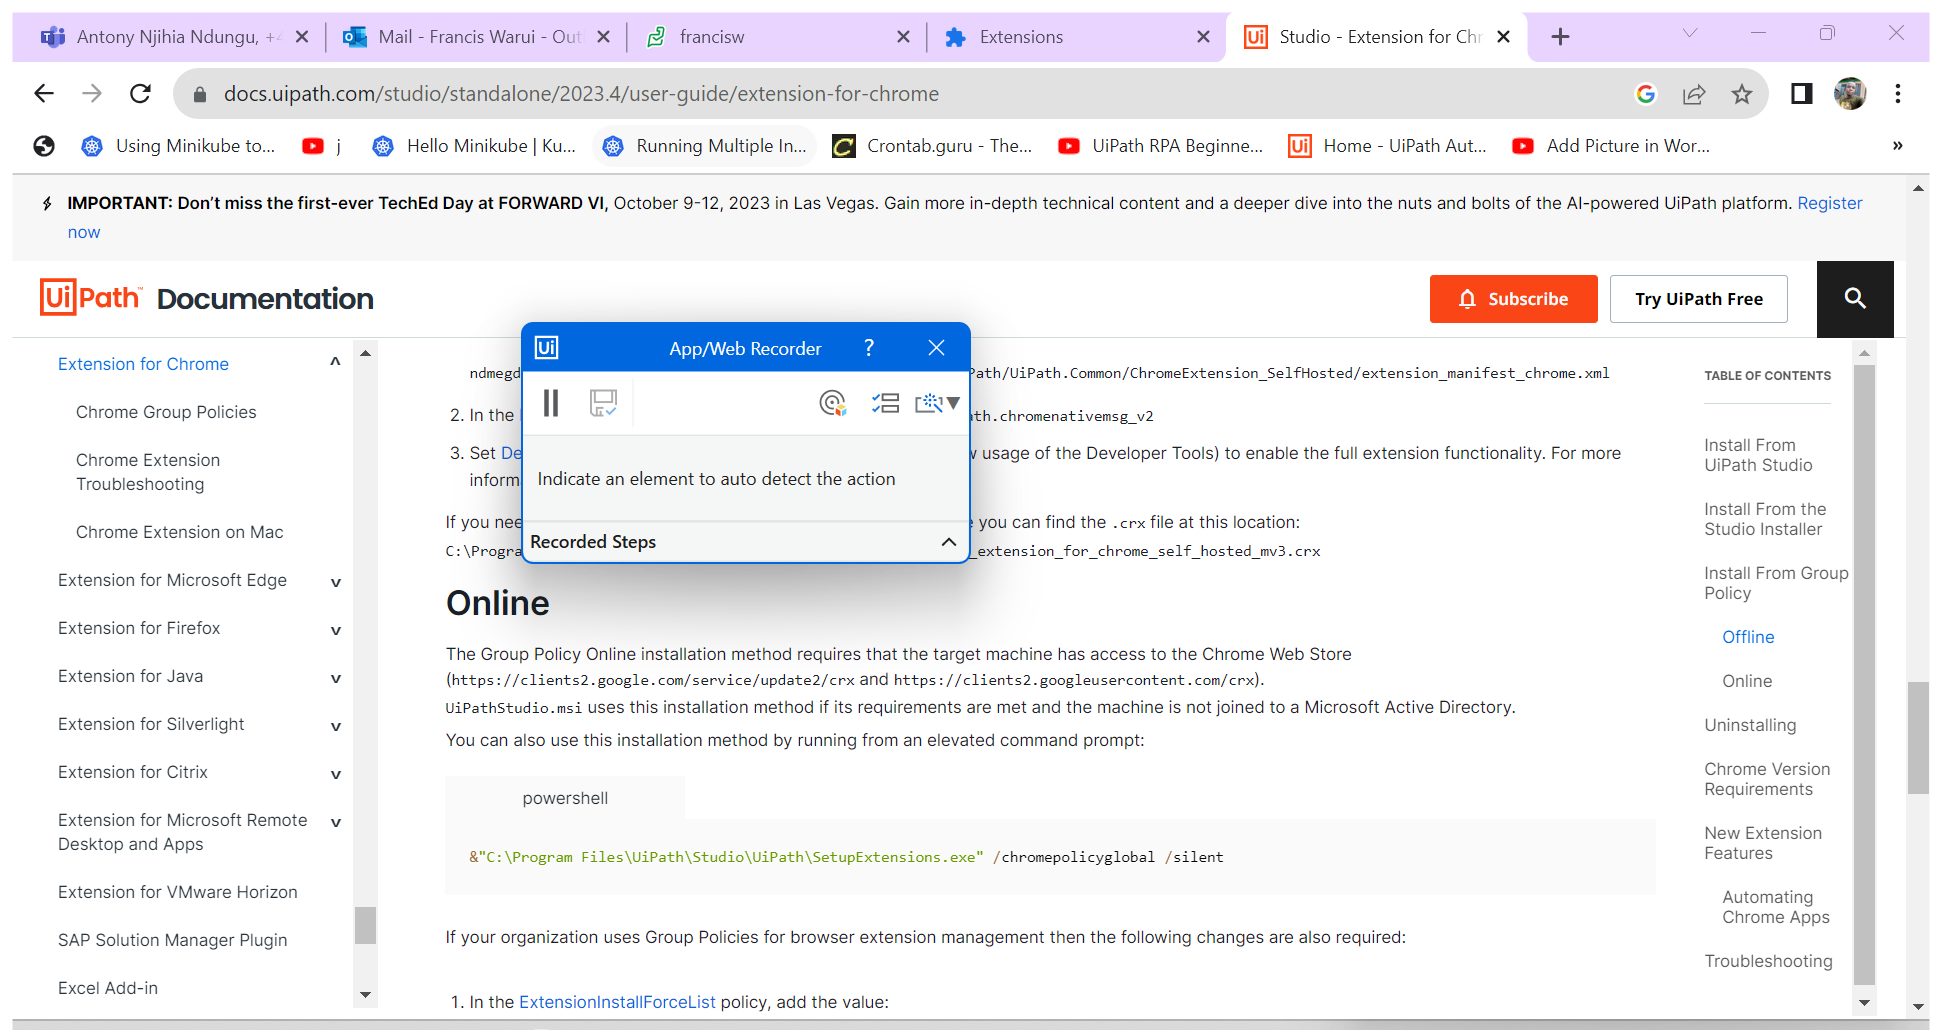 Antony Njihia Ndungu, +4
Mail - Francis Warui - Out
francisw
Extensions
Studio - Extension for Chr
docs.uipath.com/studio/standalone/2023.4/user-guide/extension-for-chrome
Using Minikube to...
j
Hello Minikube | Ku...
Running Multiple In...
Crontab.guru - The...
UiPath RPA Beginne...
Home - UiPath Aut...
Add Picture in Wor...
»
IMPORTANT: Don’t miss the first-ever TechEd Day at FORWARD VI, October 9-12, 2023 in Las Vegas. Gain more in-depth technical content and a deeper dive into the nuts and bolts of the AI-powered UiPath platform. Register
now
UiPath™ Documentation
Subscribe
Try UiPath Free
Extension for Chrome
Chrome Group Policies
Chrome Extension
Troubleshooting
Chrome Extension on Mac
Extension for Microsoft Edge
Extension for Firefox
Extension for Java
Extension for Silverlight
Extension for Citrix
Extension for Microsoft Remote
Desktop and Apps
Extension for VMware Horizon
SAP Solution Manager Plugin
Excel Add-in
Ui App/Web Recorder ?
Indicate an element to auto detect the action
Recorded Steps
ndmegd Path/UiPath.Common/ChromeExtension_SelfHosted/extension_manifest_chrome.xml
2. In the th.chromenativemsg_v2
3. Set De usage of the Developer Tools) to enable the full extension functionality. For more
inform
If you nee you can find the .crx file at this location:
C:\Progra _extension_for_chrome_self_hosted_mv3.crx
Online
The Group Policy Online installation method requires that the target machine has access to the Chrome Web Store
(https://clients2.google.com/service/update2/crx and https://clients2.googleusercontent.com/crx).
UiPathStudio.msi uses this installation method if its requirements are met and the machine is not joined to a Microsoft Active Directory.
You can also use this installation method by running from an elevated command prompt:
powershell
&"C:\Program Files\UiPath\Studio\UiPath\SetupExtensions.exe" /chromepolicyglobal /silent
If your organization uses Group Policies for browser extension management then the following changes are also required:
1. In the ExtensionInstallForceList policy, add the value:
TABLE OF CONTENTS
Install From
UiPath Studio
Install From the
Studio Installer
Install From Group
Policy
Offline
Online
Uninstalling
Chrome Version
Requirements
New Extension
Features
Automating
Chrome Apps
Troubleshooting